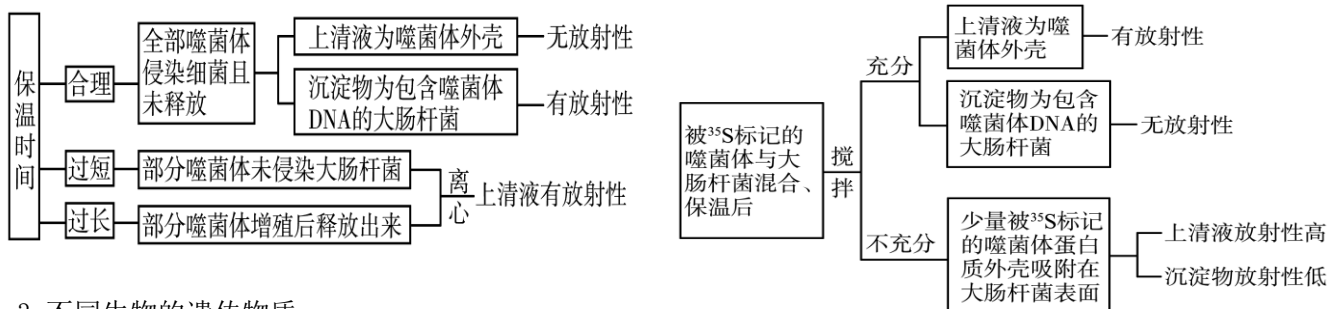 保
温
时
间
合理
全部噬菌体
侵染细菌且
未释放
上清液为噬菌体外壳
无放射性
沉淀物为包含噬菌体
DNA的大肠杆菌
有放射性
过短
部分噬菌体未侵染大肠杆菌
过长
部分噬菌体增殖后释放出来
离
心
上清液有放射性
被³⁵S标记的
噬菌体与大
肠杆菌混合、
保温后
搅
拌
充分
上清液为噬
菌体外壳
有放射性
沉淀物为包含
噬菌体DNA的
大肠杆菌
无放射性
不充分
少量被³⁵S标记
的噬菌体蛋白
质外壳吸附在
大肠杆菌表面
上清液放射性高
沉淀物放射性低